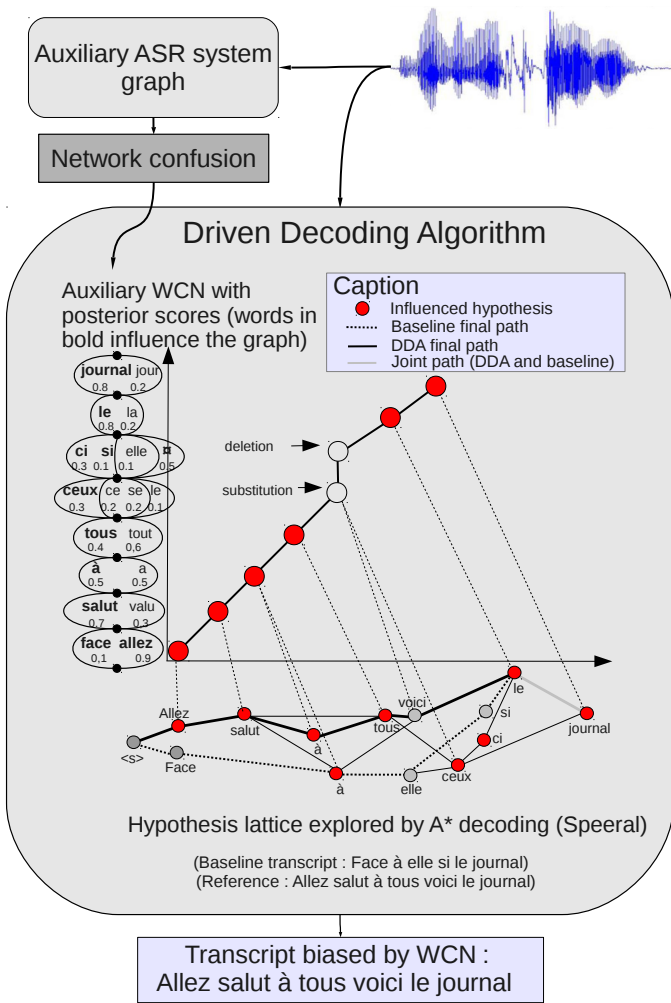 Auxiliary ASR system
graph
Network confusion
Driven Decoding Algorithm
Auxiliary WCN with
posterior scores (words in
bold influence the graph)
Caption
Influenced hypothesis
Baseline final path
DDA final path
Joint path (DDA and baseline)
journal jour
0.8 0.2
le la
0.8 0.2
ci si elle ¤
0.3 0.1 0.1 0.5
ceux ce se le
0.3 0.2 0.2 0.1
tous tout
0.4 0,6
à a
0.5 0.5
salut valu
0.7 0.3
face allez
0,1 0.9
deletion
substitution
Allez
salut
à
tous
voici
le
si
journal
ci
<s>
Face
à
elle
ceux
Hypothesis lattice explored by A* decoding (Speeral)
(Baseline transcript : Face à elle si le journal)
(Reference : Allez salut à tous voici le journal)
Transcript biased by WCN :
Allez salut à tous voici le journal